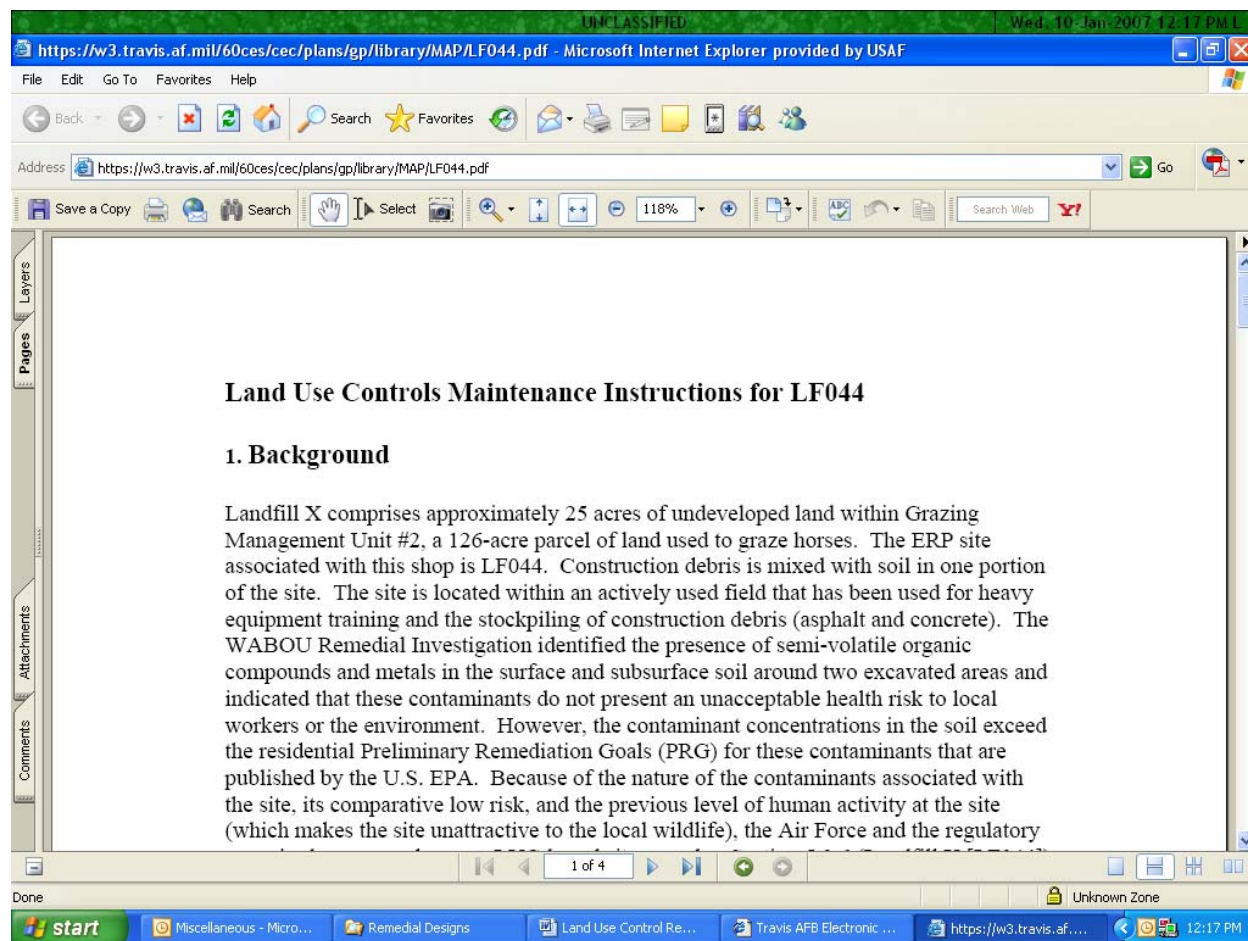 UNCLASSIFIED
Wed, 10-Jan-2007 12:17 PM L
https://w3.travis.af.mil/60ces/cec/plans/gp/library/MAP/LF044.pdf - Microsoft Internet Explorer provided by USAF
File Edit Go To Favorites Help
Back Search Favorites
Address https://w3.travis.af.mil/60ces/cec/plans/gp/library/MAP/LF044.pdf Go
Save a Copy Search Select 118% Search Web Y!
Layers
Pages
Attachments
Comments
Land Use Controls Maintenance Instructions for LF044
1. Background
Landfill X comprises approximately 25 acres of undeveloped land within Grazing
Management Unit #2, a 126-acre parcel of land used to graze horses. The ERP site
associated with this shop is LF044. Construction debris is mixed with soil in one portion
of the site. The site is located within an actively used field that has been used for heavy
equipment training and the stockpiling of construction debris (asphalt and concrete). The
WABOU Remedial Investigation identified the presence of semi-volatile organic
compounds and metals in the surface and subsurface soil around two excavated areas and
indicated that these contaminants do not present an unacceptable health risk to local
workers or the environment. However, the contaminant concentrations in the soil exceed
the residential Preliminary Remediation Goals (PRG) for these contaminants that are
published by the U.S. EPA. Because of the nature of the contaminants associated with
the site, its comparative low risk, and the previous level of human activity at the site
(which makes the site unattractive to the local wildlife), the Air Force and the regulatory
1 of 4
Done Unknown Zone
start Miscellaneous - Micro... Remedial Designs Land Use Control Re... Travis AFB Electronic ... https://w3.travis.af.... 12:17 PM